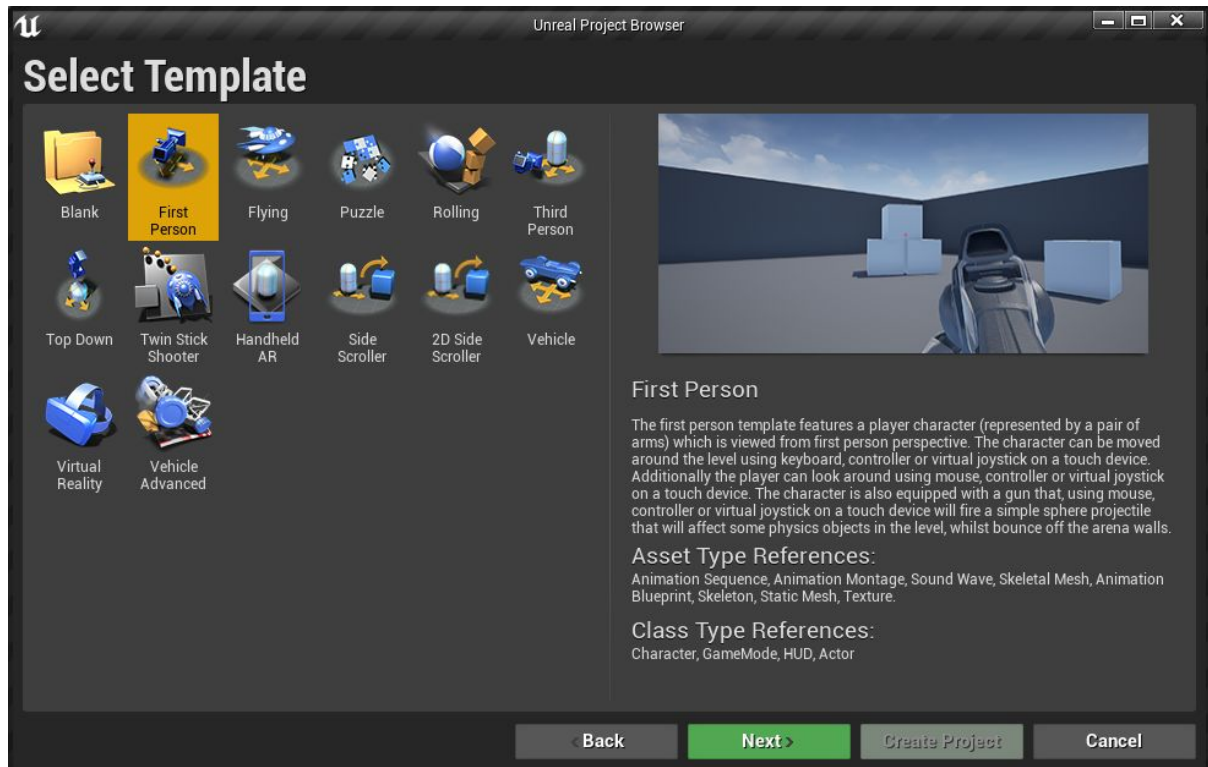 Unreal Project Browser
Select Template
Blank
First
Person
Flying
Puzzle
Rolling
Third
Person
Top Down
Twin Stick
Shooter
Handheld
AR
Side
Scroller
2D Side
Scroller
Vehicle
Virtual
Reality
Vehicle
Advanced
First Person
The first person template features a player character (represented by a pair of
arms) which is viewed from first person perspective. The character can be moved
around the level using keyboard, controller or virtual joystick on a touch device.
Additionally the player can look around using mouse, controller or virtual joystick
on a touch device. The character is also equipped with a gun that, using mouse,
controller or virtual joystick on a touch device will fire a simple sphere projectile
that will affect some physics objects in the level, whilst bounce off the arena walls.
Asset Type References:
Animation Sequence, Animation Montage, Sound Wave, Skeletal Mesh, Animation
Blueprint, Skeleton, Static Mesh, Texture.
Class Type References:
Character, GameMode, HUD, Actor
Back
Next
Create Project
Cancel